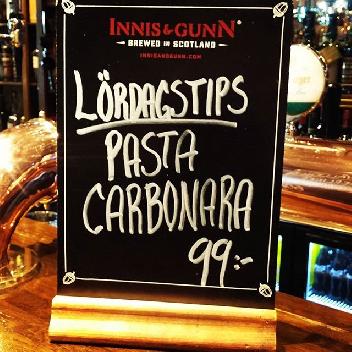 INNIS & GUNN
BREWED IN SCOTLAND
INNISANDGUNN.COM
LÖRDAGSTIPS
PASTA
CARBONARA
99:-